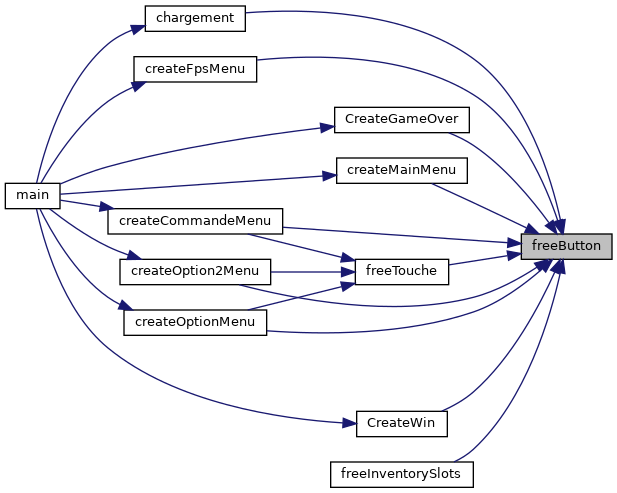 chargement
createFpsMenu
CreateGameOver
createMainMenu
main
createCommandeMenu
freeButton
createOption2Menu
freeTouche
createOptionMenu
CreateWin
freeInventorySlots